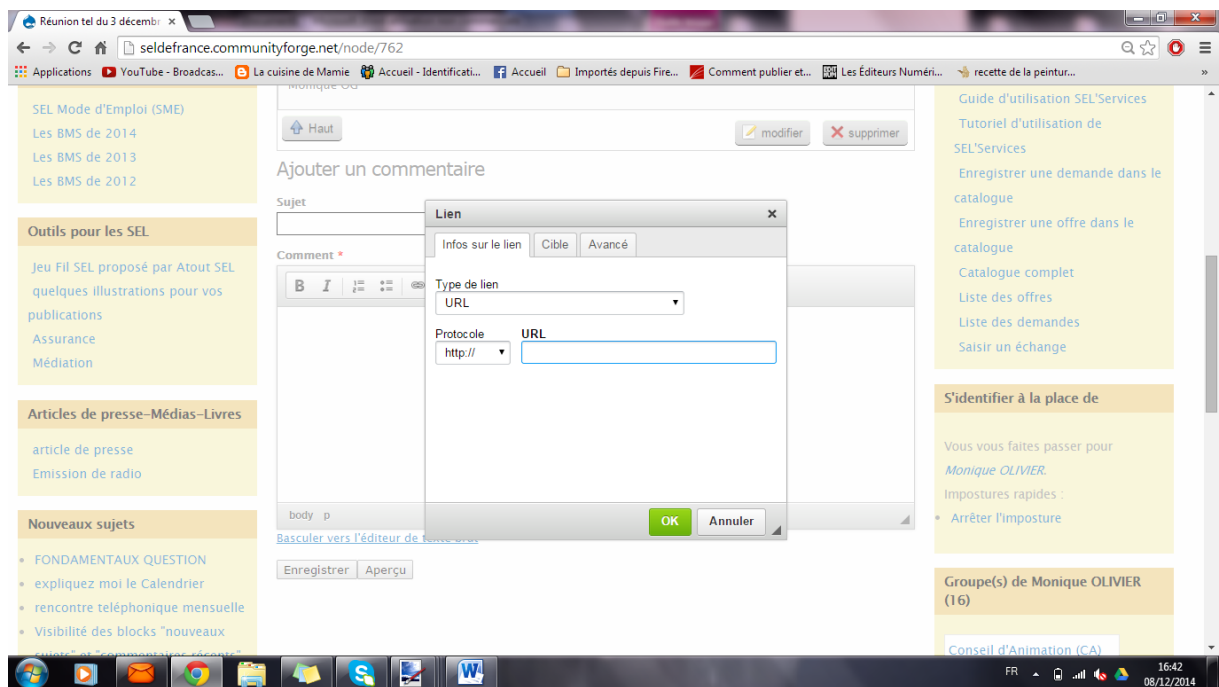 Réunion tel du 3 décembr
seldefrance.communityforge.net/node/762
Applications
YouTube - Broadcas...
La cuisine de Mamie
Accueil - Identificati...
Accueil
Importés depuis Fire...
Comment publier et...
Les Éditeurs Numéri...
recette de la peintur...
»
SEL Mode d'Emploi (SME)
Les BMS de 2014
Les BMS de 2013
Les BMS de 2012
Outils pour les SEL
Jeu Fil SEL proposé par Atout SEL
quelques illustrations pour vos
publications
Assurance
Médiation
Articles de presse-Médias-Livres
article de presse
Emission de radio
Nouveaux sujets
FONDAMENTAUX QUESTION
expliquez moi le Calendrier
rencontre teléphonique mensuelle
Visibilité des blocks "nouveaux
sujets" et "commentaires récents"
Monique OG
Haut
modifier
supprimer
Ajouter un commentaire
Sujet
Comment *
B I
body p
Basculer vers l'éditeur de texte brut
Enregistrer
Aperçu
Lien
Infos sur le lien
Cible
Avancé
Type de lien
URL
Protocole
URL
http://
OK
Annuler
Guide d'utilisation SEL'Services
Tutoriel d'utilisation de
SEL'Services
Enregistrer une demande dans le
catalogue
Enregistrer une offre dans le
catalogue
Catalogue complet
Liste des offres
Liste des demandes
Saisir un échange
S'identifier à la place de
Vous vous faites passer pour
Monique OLIVIER.
Impostures rapides :
Arrêter l'imposture
Groupe(s) de Monique OLIVIER
(16)
Conseil d'Animation (CA)
FR
16:42
08/12/2014